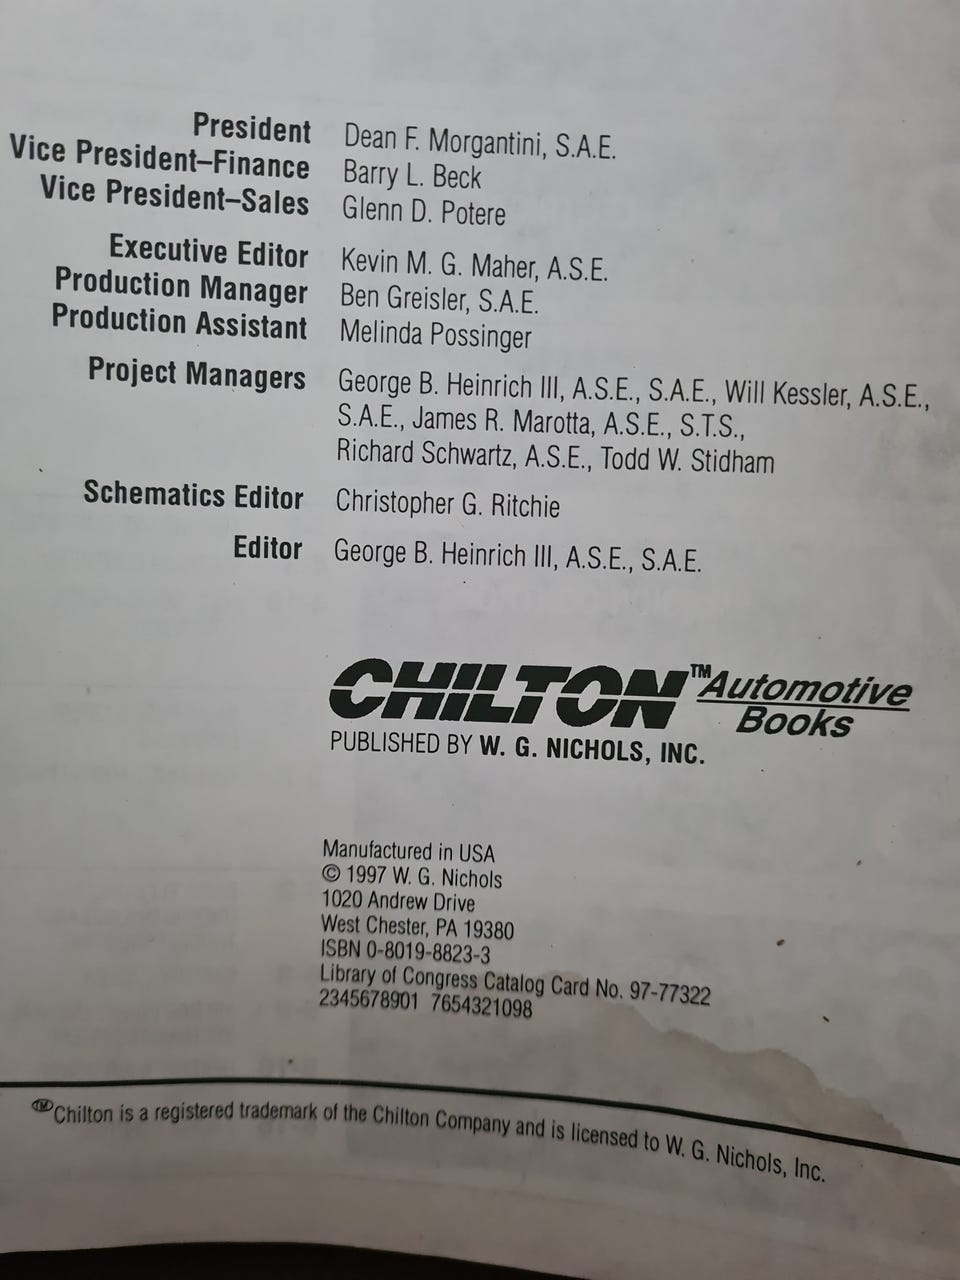 President Dean F. Morgantini, S.A.E.
Vice President–Finance Barry L. Beck
Vice President–Sales Glenn D. Potere
Executive Editor Kevin M. G. Maher, A.S.E.
Production Manager Ben Greisler, S.A.E.
Production Assistant Melinda Possinger
Project Managers George B. Heinrich III, A.S.E., S.A.E., Will Kessler, A.S.E.,
S.A.E., James R. Marotta, A.S.E., S.T.S.,
Richard Schwartz, A.S.E., Todd W. Stidham
Schematics Editor Christopher G. Ritchie
Editor George B. Heinrich III, A.S.E., S.A.E.
CHILTON™ Automotive
Books
PUBLISHED BY W. G. NICHOLS, INC.
Manufactured in USA
© 1997 W. G. Nichols
1020 Andrew Drive
West Chester, PA 19380
ISBN 0-8019-8823-3
Library of Congress Catalog Card No. 97-77322
2345678901 7654321098
™Chilton is a registered trademark of the Chilton Company and is licensed to W. G. Nichols, Inc.